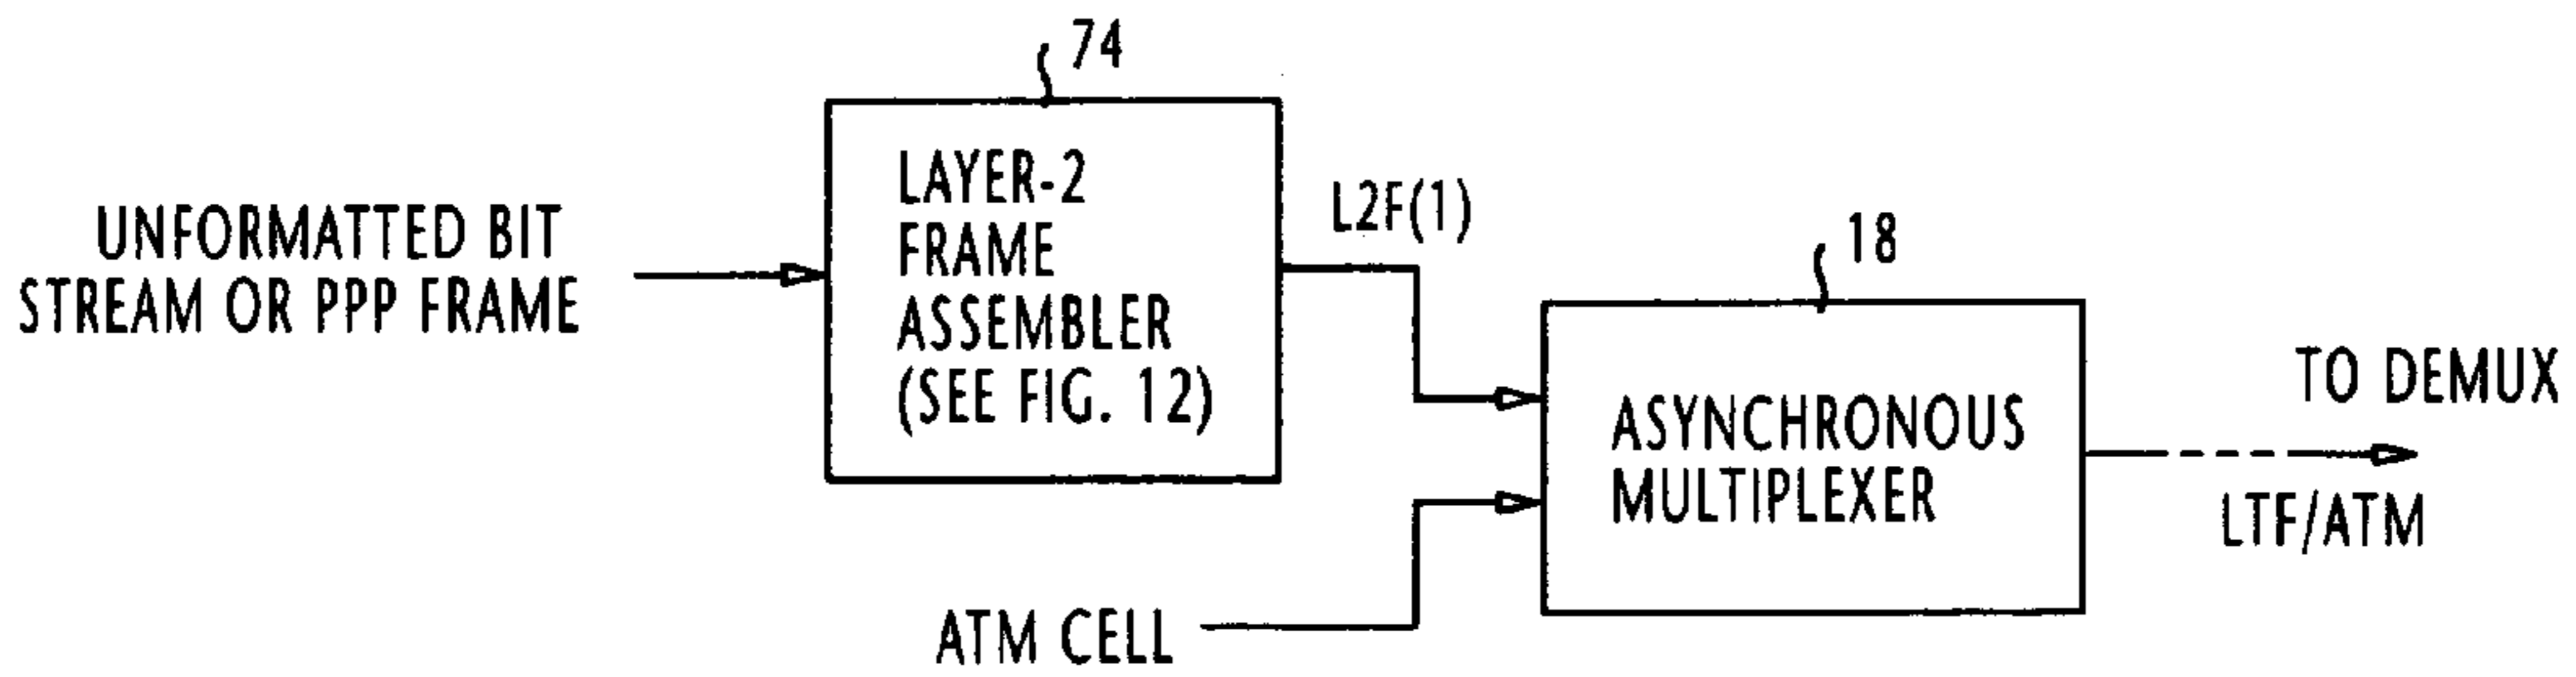 74
LAYER-2
FRAME
ASSEMBLER
(SEE FIG. 12)
UNFORMATTED BIT
STREAM OR PPP FRAME
L2F(1)
18
ASYNCHRONOUS
MULTIPLEXER
TO DEMUX
LTF/ATM
ATM CELL